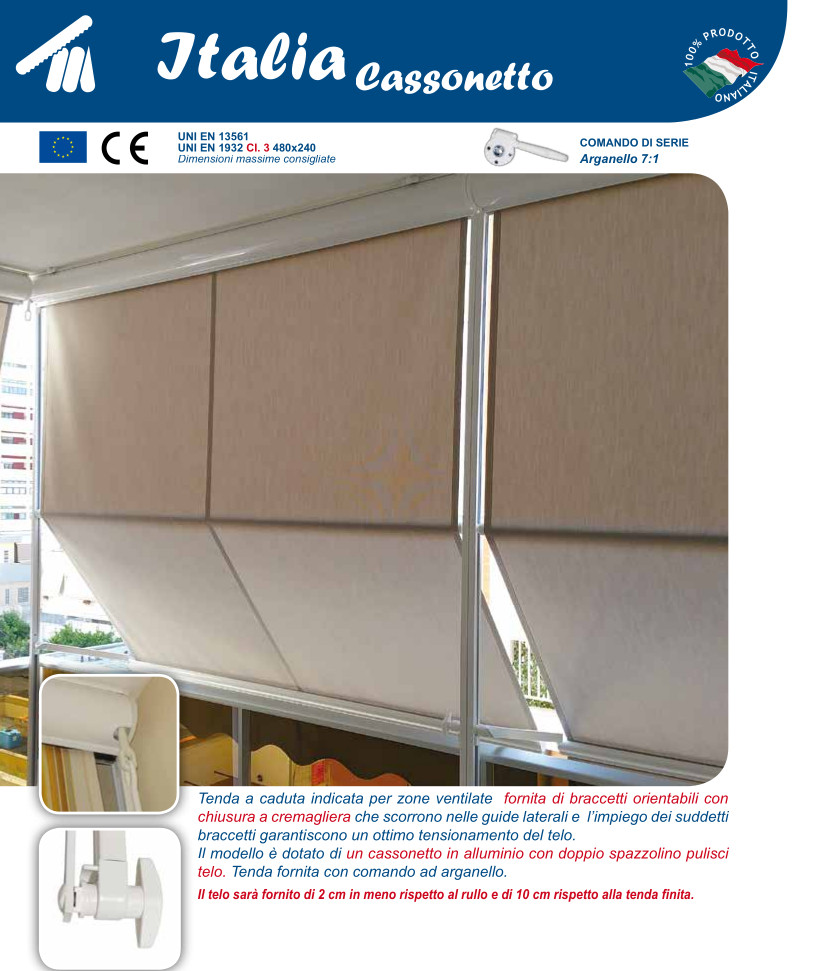 Italia Cassonetto
100% PRODOTTO ITALIANO
UNI EN 13561
UNI EN 1932 Cl. 3 480x240
Dimensioni massime consigliate
COMANDO DI SERIE
Arganello 7:1
Tenda a caduta indicata per zone ventilate fornita di braccetti orientabili con
chiusura a cremagliera che scorrono nelle guide laterali e l’impiego dei suddetti
braccetti garantiscono un ottimo tensionamento del telo.
Il modello è dotato di un cassonetto in alluminio con doppio spazzolino pulisci
telo. Tenda fornita con comando ad arganello.
Il telo sarà fornito di 2 cm in meno rispetto al rullo e di 10 cm rispetto alla tenda finita.